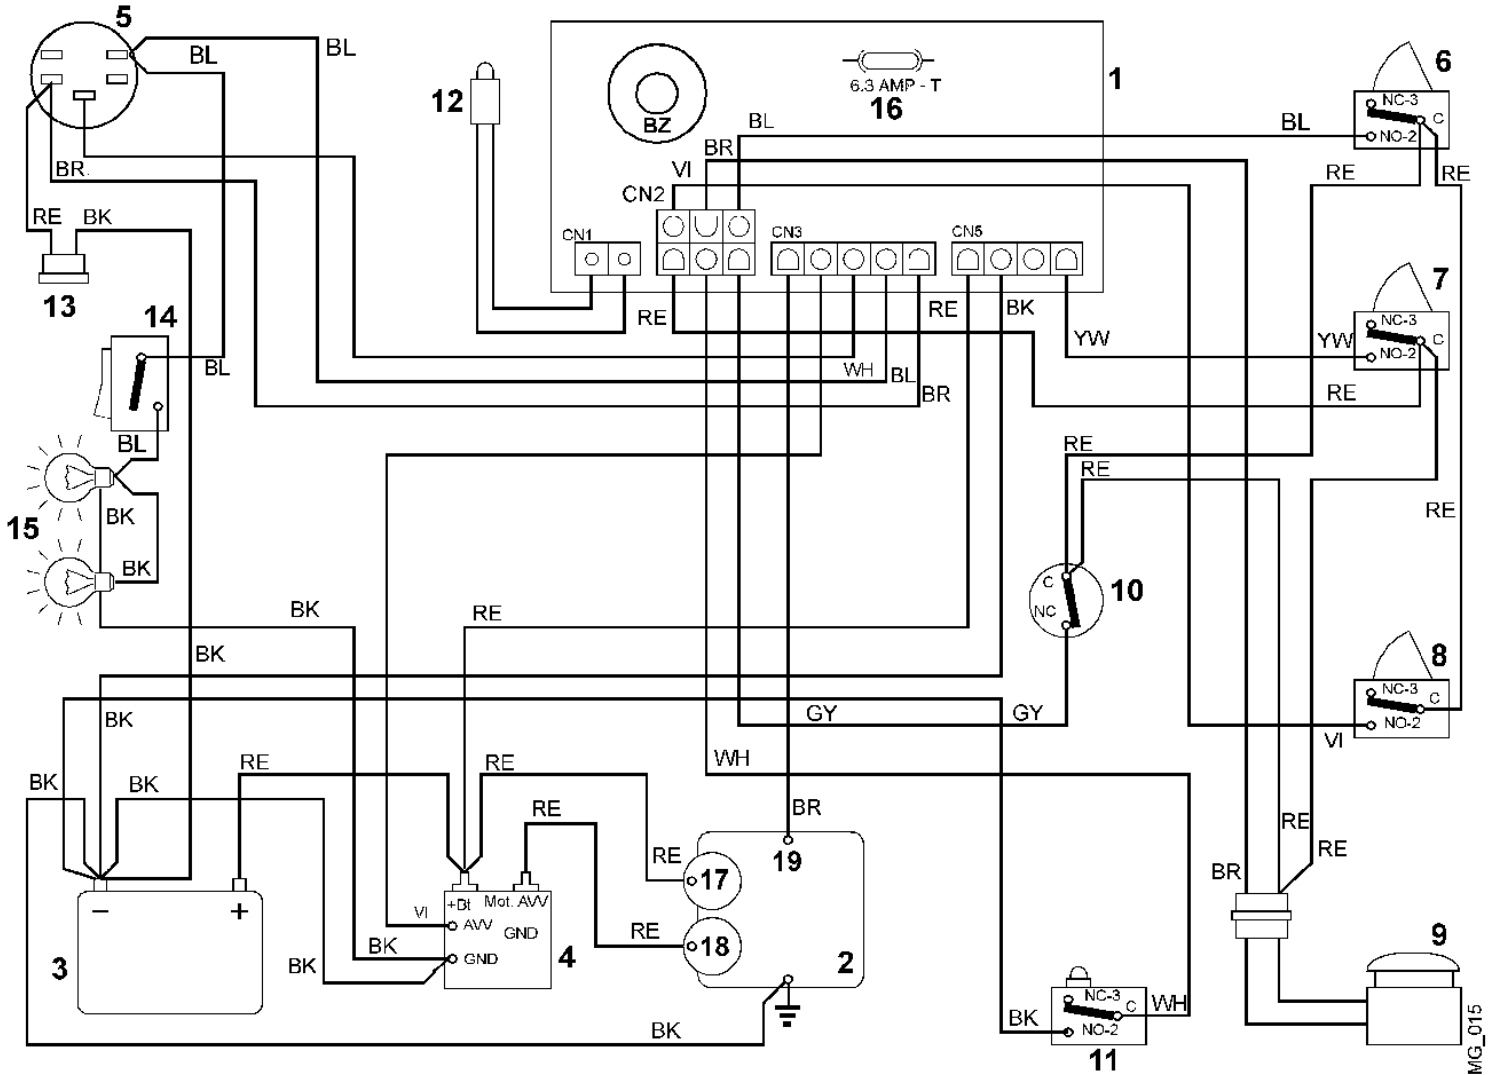 5
BL
BL
BR
RE
BK
13
14
BL
BL
15
BK
BK
BK
BK
BK
12
BZ
6.3 AMP - T
16
1
BL
BR
VI
CN2
CN1
CN3
CN5
RE
RE
BK
YW
WH
BL
BR
BL
6
NC-3
C
NO-2
RE
RE
7
NC-3
C
NO-2
YW
RE
RE
RE
RE
C
NC
10
8
NC-3
C
NO-2
VI
RE
GY
GY
WH
BR
BK
BK
RE
RE
RE
RE
RE
3
−
+
+Bt
Mot. AVV
VI
AVV
GND
BK
GND
4
BK
BK
17
18
19
2
RE
RE
RE
BR
9
NC-3
C
NO-2
WH
BK
11
MG_015